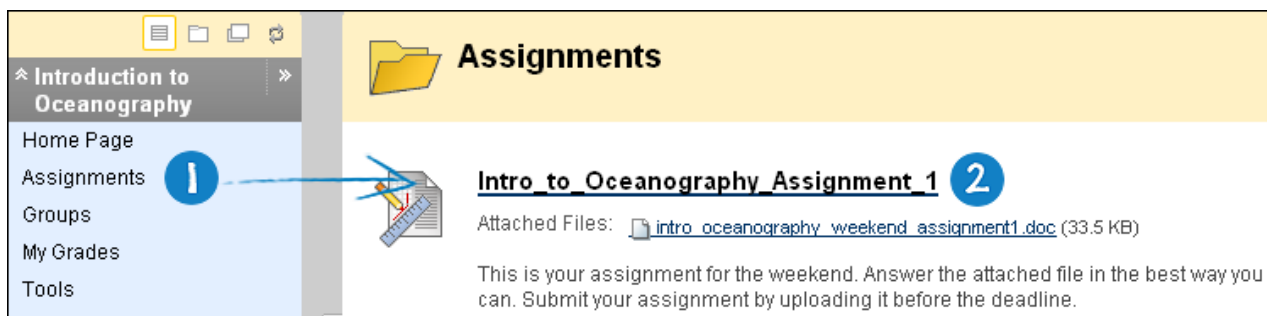 Introduction to
Oceanography
Home Page
Assignments
Groups
My Grades
Tools
1
Assignments
Intro_to_Oceanography_Assignment_1
2
Attached Files: intro_oceanography_weekend_assignment1.doc (33.5 KB)
This is your assignment for the weekend. Answer the attached file in the best way you
can. Submit your assignment by uploading it before the deadline.